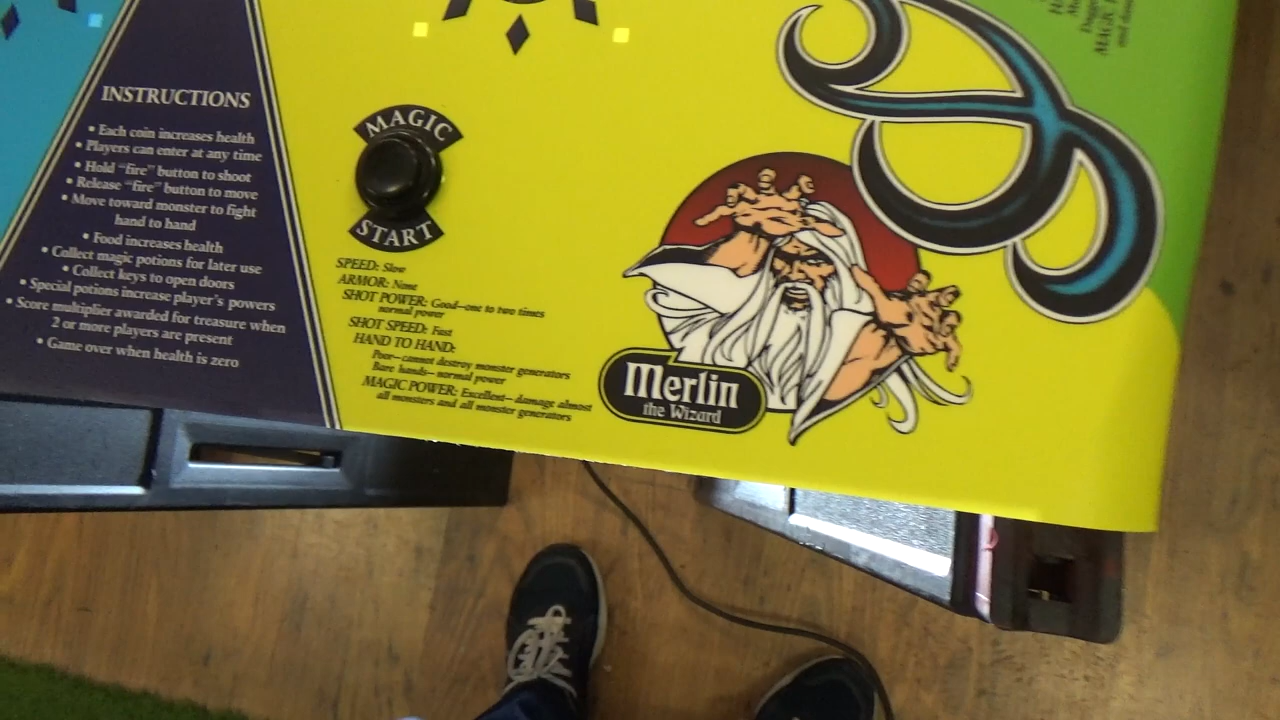 INSTRUCTIONS
• Each coin increases health
• Players can enter at any time
• Hold "fire" button to shoot
• Release "fire" button to move
• Move toward monster to fight
hand to hand
• Food increases health
• Collect magic potions for later use
• Collect keys to open doors
• Special potions increase player's powers
• Score multiplier awarded for treasure when
2 or more players are present
• Game over when health is zero
MAGIC
START
SPEED: Slow
ARMOR: None
SHOT POWER: Good—one to two times
normal power
SHOT SPEED: Fast
HAND TO HAND:
Poor—cannot destroy monster generators
Bare hands—normal power
MAGIC POWER: Excellent—damage almost
all monsters and all monster generators
Merlin
the Wizard
MAGIC